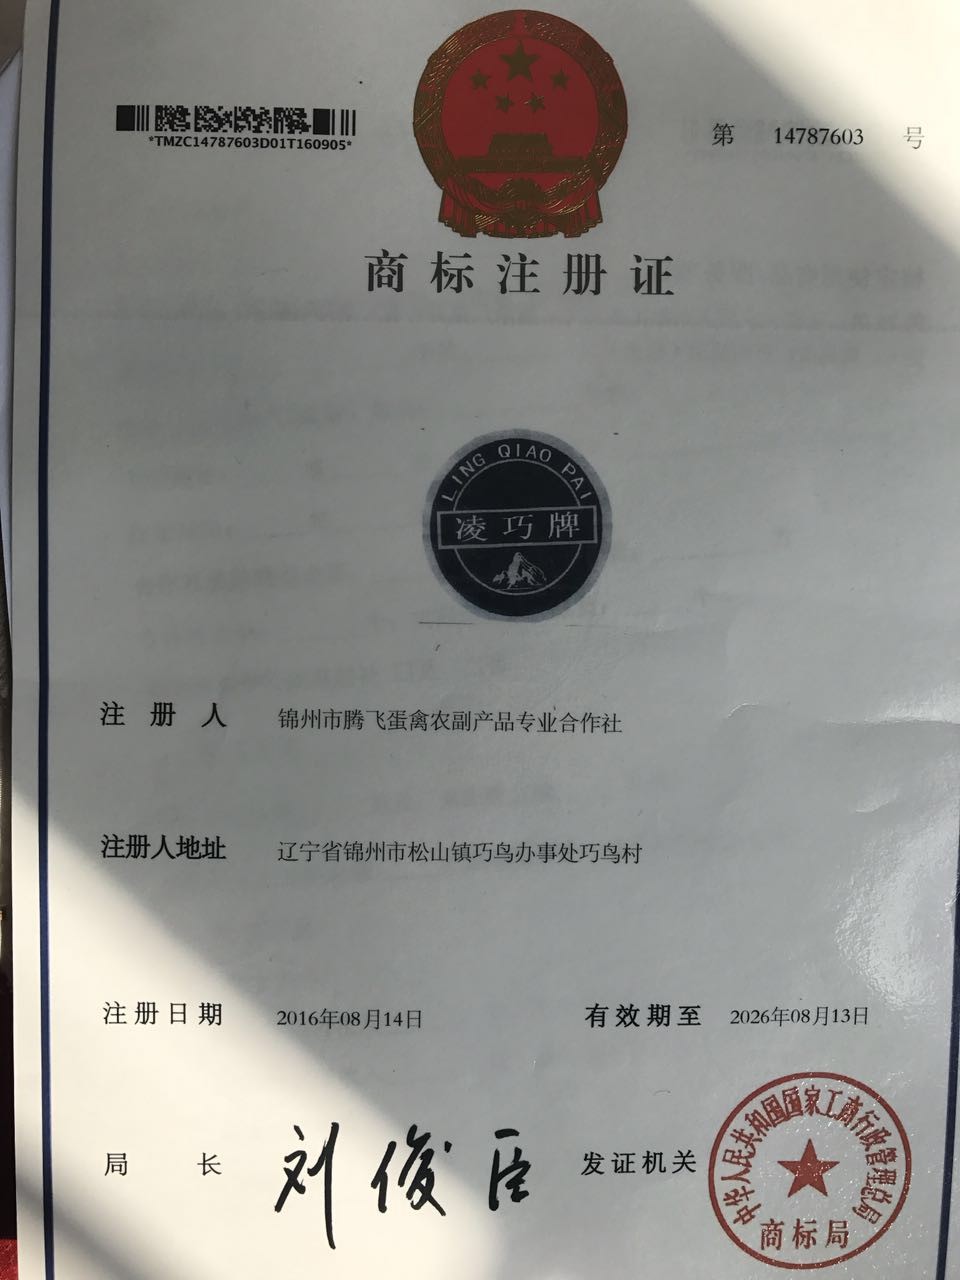 *TMZC14787603D01T160905*
第 14787603 号
商标注册证
LING QIAO PAI
凌巧牌
注册人 锦州市腾飞蛋禽农副产品专业合作社
注册人地址 辽宁省锦州市松山镇巧鸟办事处巧鸟村
注册日期 2016年08月14日 有效期至 2026年08月13日
局长 刘俊臣 发证机关
中华人民共和国国家工商行政管理总局
商标局